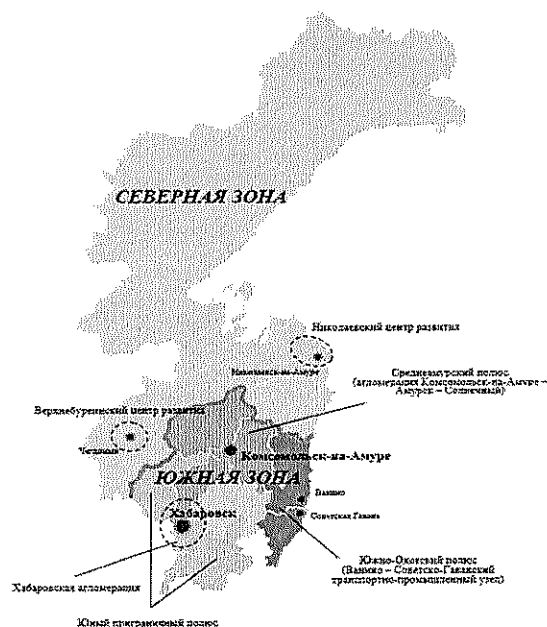 СЕВЕРНАЯ ЗОНА
Николаевский центр развития
Николаевск-на-Амуре
Среднеамурский полюс
(агломерация Комсомольск-на-Амуре –
Амурск – Солнечный)
Верхнебуреинский центр развития
Чегдомын
Комсомольск-на-Амуре
ЮЖНАЯ ЗОНА
Ванино
Хабаровск
Советская Гавань
Южно-Охотский полюс
(Ванино – Советско-Гаванский
транспортно-промышленный узел)
Хабаровская агломерация
Южный приграничный полюс